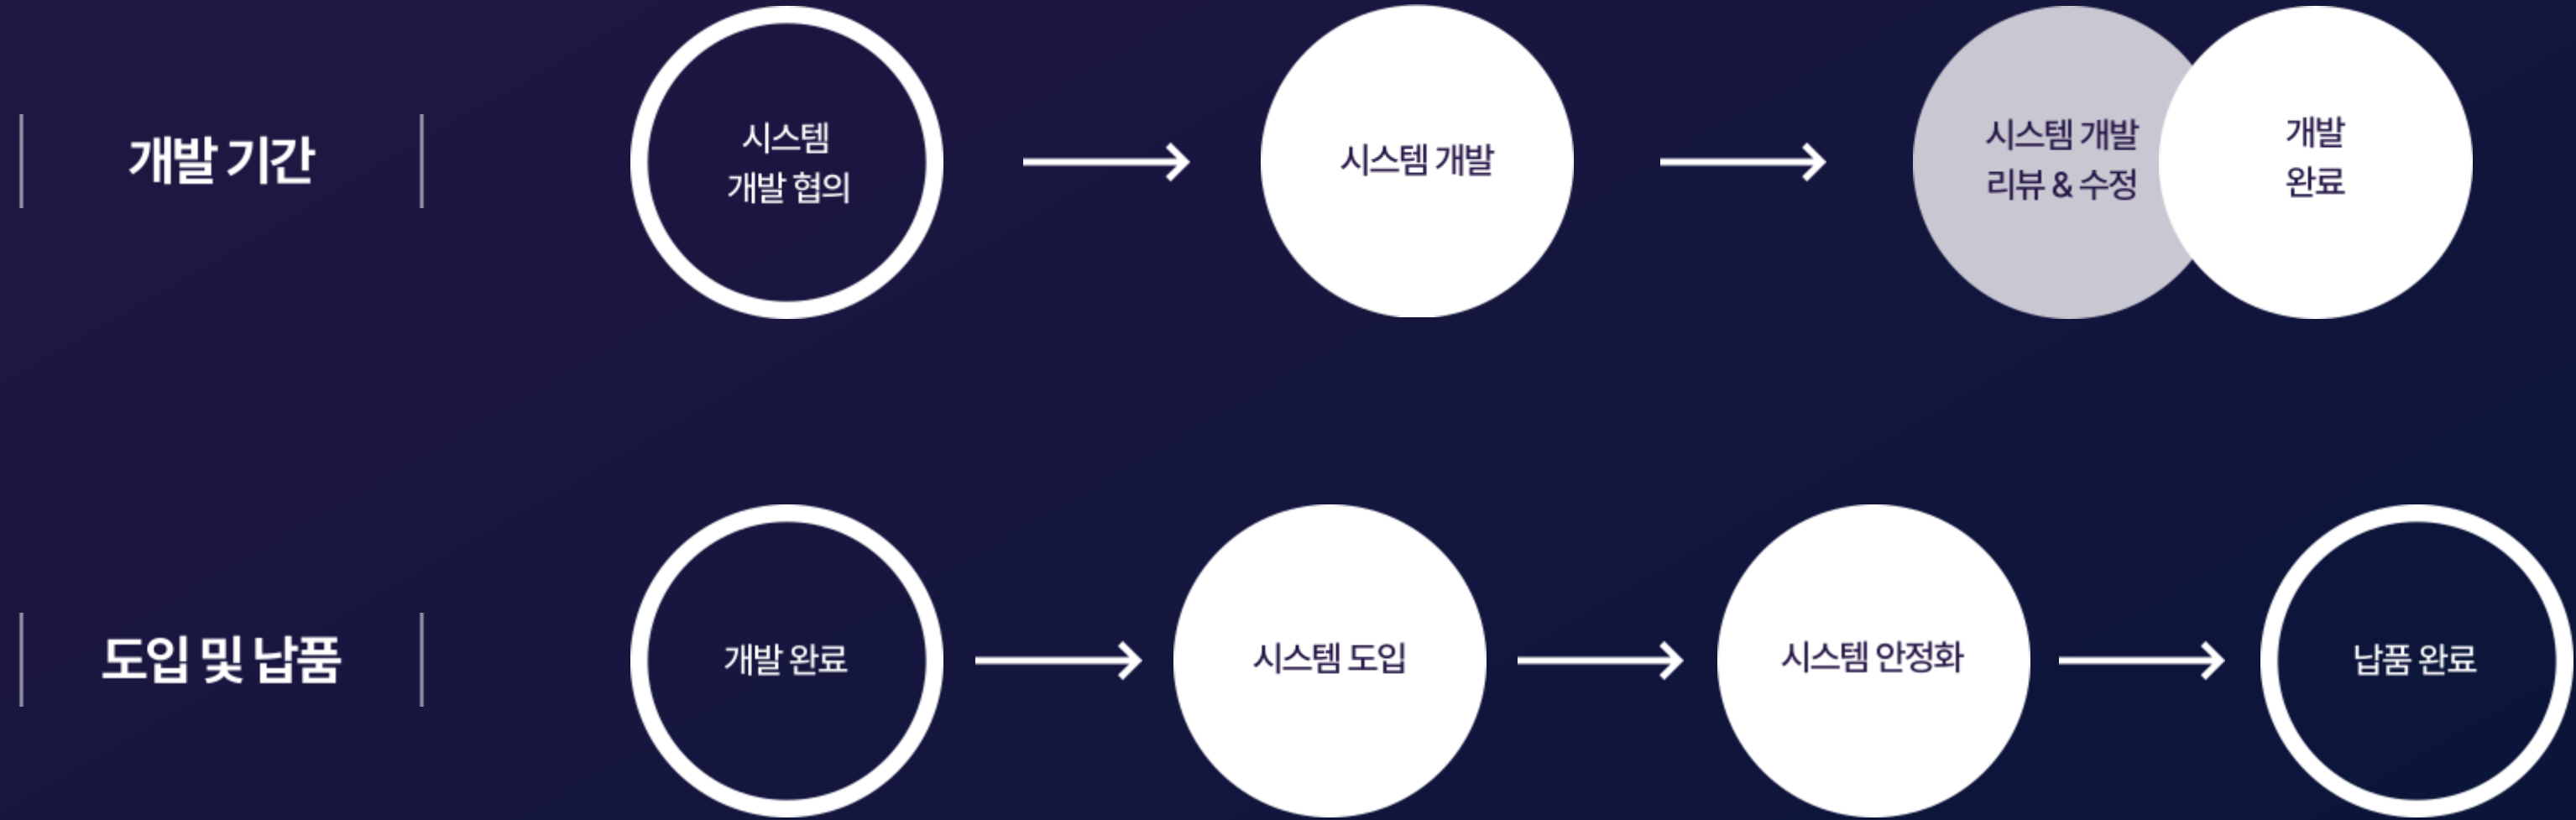 개발 기간
시스템
개발 협의
시스템 개발
시스템 개발
리뷰 & 수정
개발
완료
도입 및 납품
개발 완료
시스템 도입
시스템 안정화
납품 완료